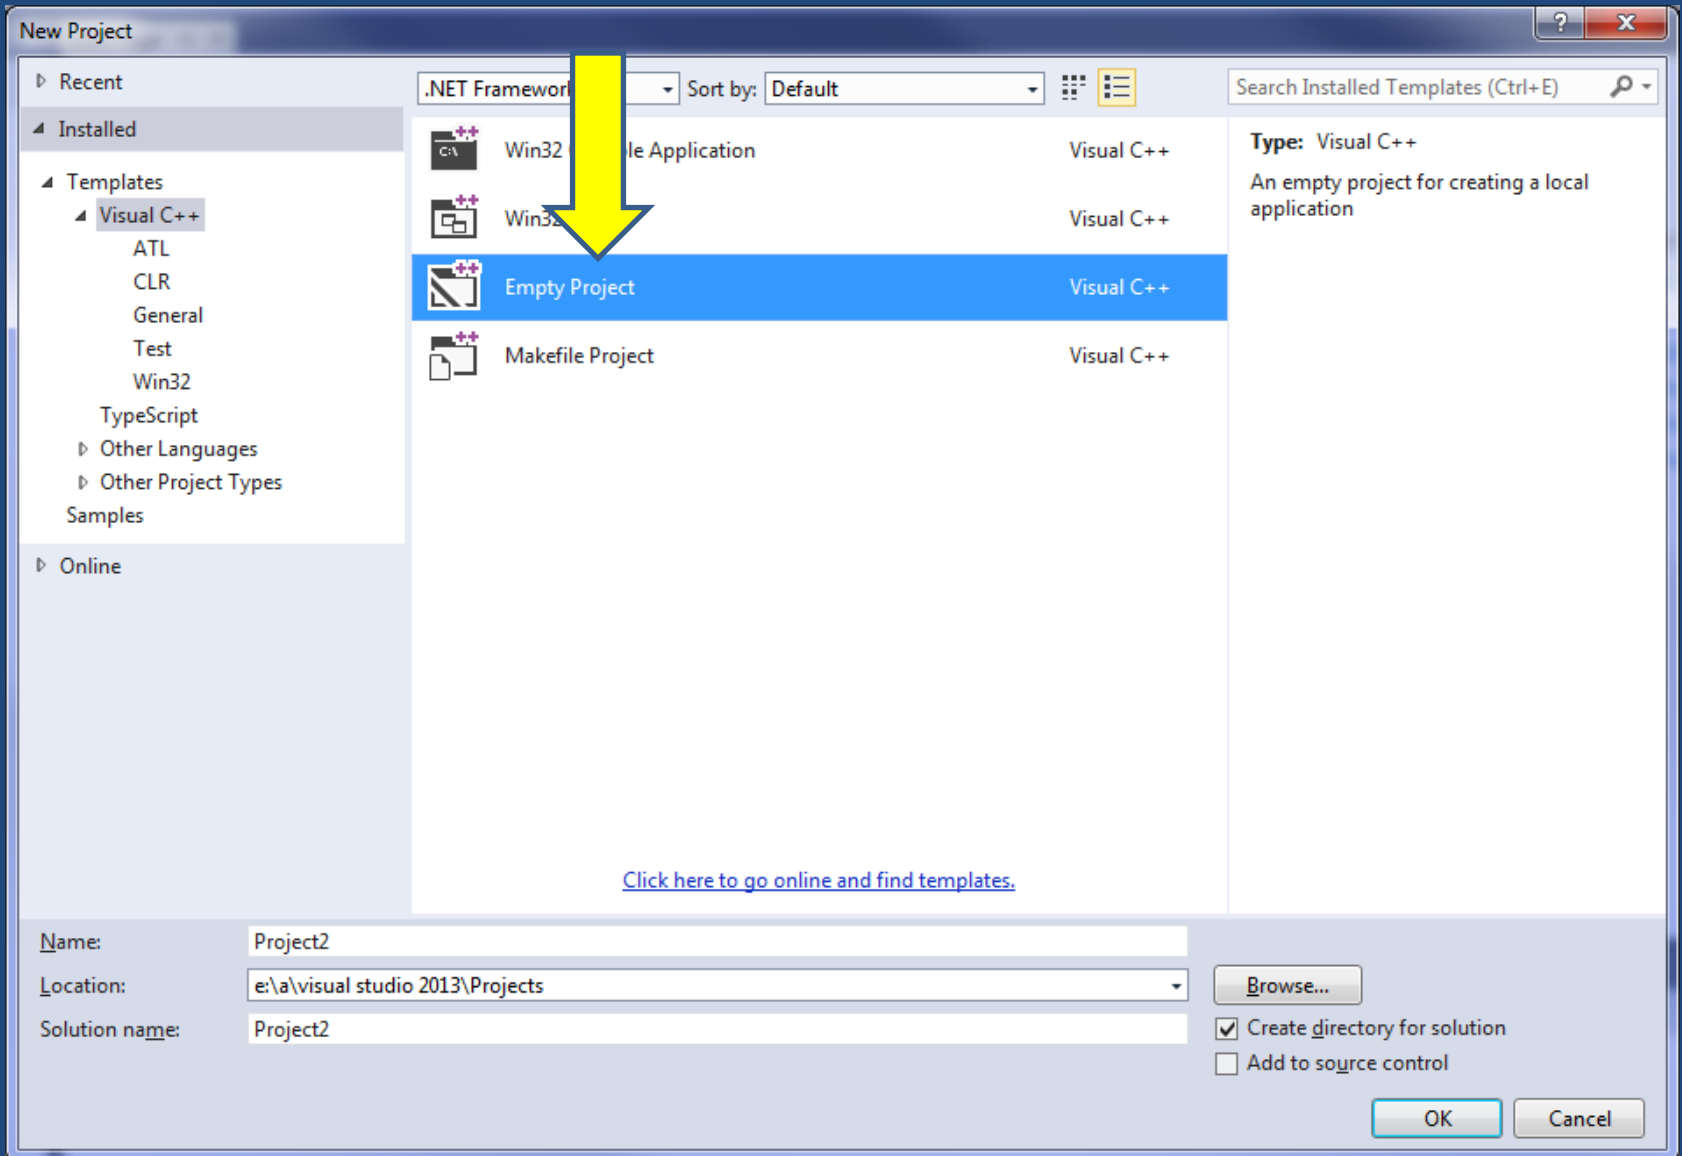 New Project
?
Recent
Installed
Templates
Visual C++
ATL
CLR
General
Test
Win32
TypeScript
Other Languages
Other Project Types
Samples
Online
.NET Framework Sort by: Default
Win32 Application Visual C++
C:\
Win32 Visual C++
Empty Project Visual C++
Makefile Project Visual C++
Click here to go online and find templates.
Search Installed Templates (Ctrl+E)
Type: Visual C++
An empty project for creating a local
application
Name: Project2
Location: e:\a\visual studio 2013\Projects Browse...
Solution name: Project2
Create directory for solution
Add to source control
OK Cancel